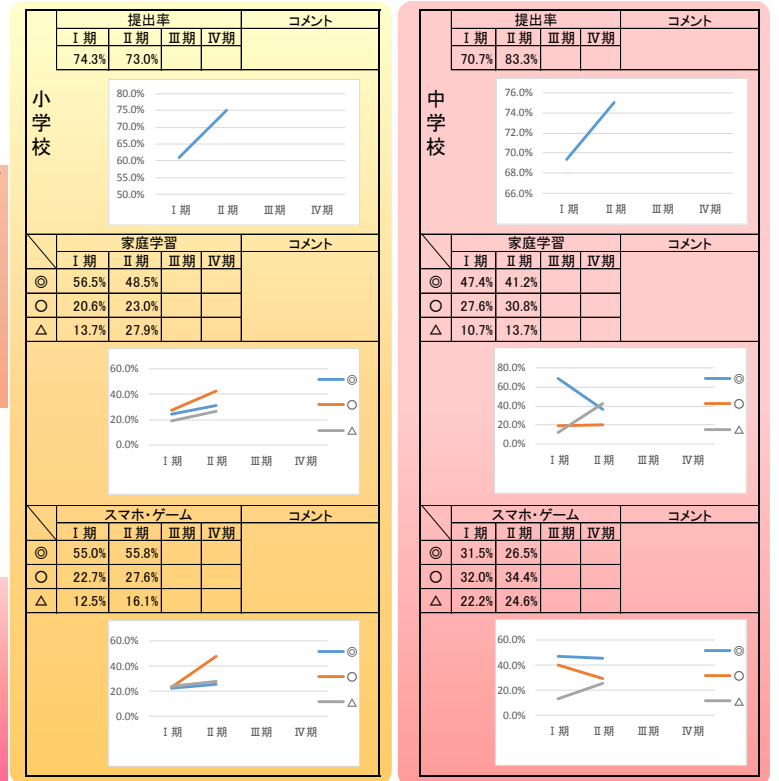 提出率 コメント
Ⅰ期 Ⅱ期 Ⅲ期 Ⅳ期
74.3% 73.0%
小学校
80.0%
75.0%
70.0%
65.0%
60.0%
55.0%
50.0%
Ⅰ期 Ⅱ期 Ⅲ期 Ⅳ期
家庭学習 コメント
Ⅰ期 Ⅱ期 Ⅲ期 Ⅳ期
◎ 56.5% 48.5%
○ 20.6% 23.0%
△ 13.7% 27.9%
60.0%
40.0%
20.0%
0.0%
Ⅰ期 Ⅱ期 Ⅲ期 Ⅳ期
◎
○
△
スマホ・ゲーム コメント
Ⅰ期 Ⅱ期 Ⅲ期 Ⅳ期
◎ 55.0% 55.8%
○ 22.7% 27.6%
△ 12.5% 16.1%
60.0%
40.0%
20.0%
0.0%
Ⅰ期 Ⅱ期 Ⅲ期 Ⅳ期
◎
○
△
提出率 コメント
Ⅰ期 Ⅱ期 Ⅲ期 Ⅳ期
70.7% 83.3%
中学校
76.0%
74.0%
72.0%
70.0%
68.0%
66.0%
Ⅰ期 Ⅱ期 Ⅲ期 Ⅳ期
家庭学習 コメント
Ⅰ期 Ⅱ期 Ⅲ期 Ⅳ期
◎ 47.4% 41.2%
○ 27.6% 30.8%
△ 10.7% 13.7%
80.0%
60.0%
40.0%
20.0%
0.0%
Ⅰ期 Ⅱ期 Ⅲ期 Ⅳ期
◎
○
△
スマホ・ゲーム コメント
Ⅰ期 Ⅱ期 Ⅲ期 Ⅳ期
◎ 31.5% 26.5%
○ 32.0% 34.4%
△ 22.2% 24.6%
60.0%
40.0%
20.0%
0.0%
Ⅰ期 Ⅱ期 Ⅲ期 Ⅳ期
◎
○
△